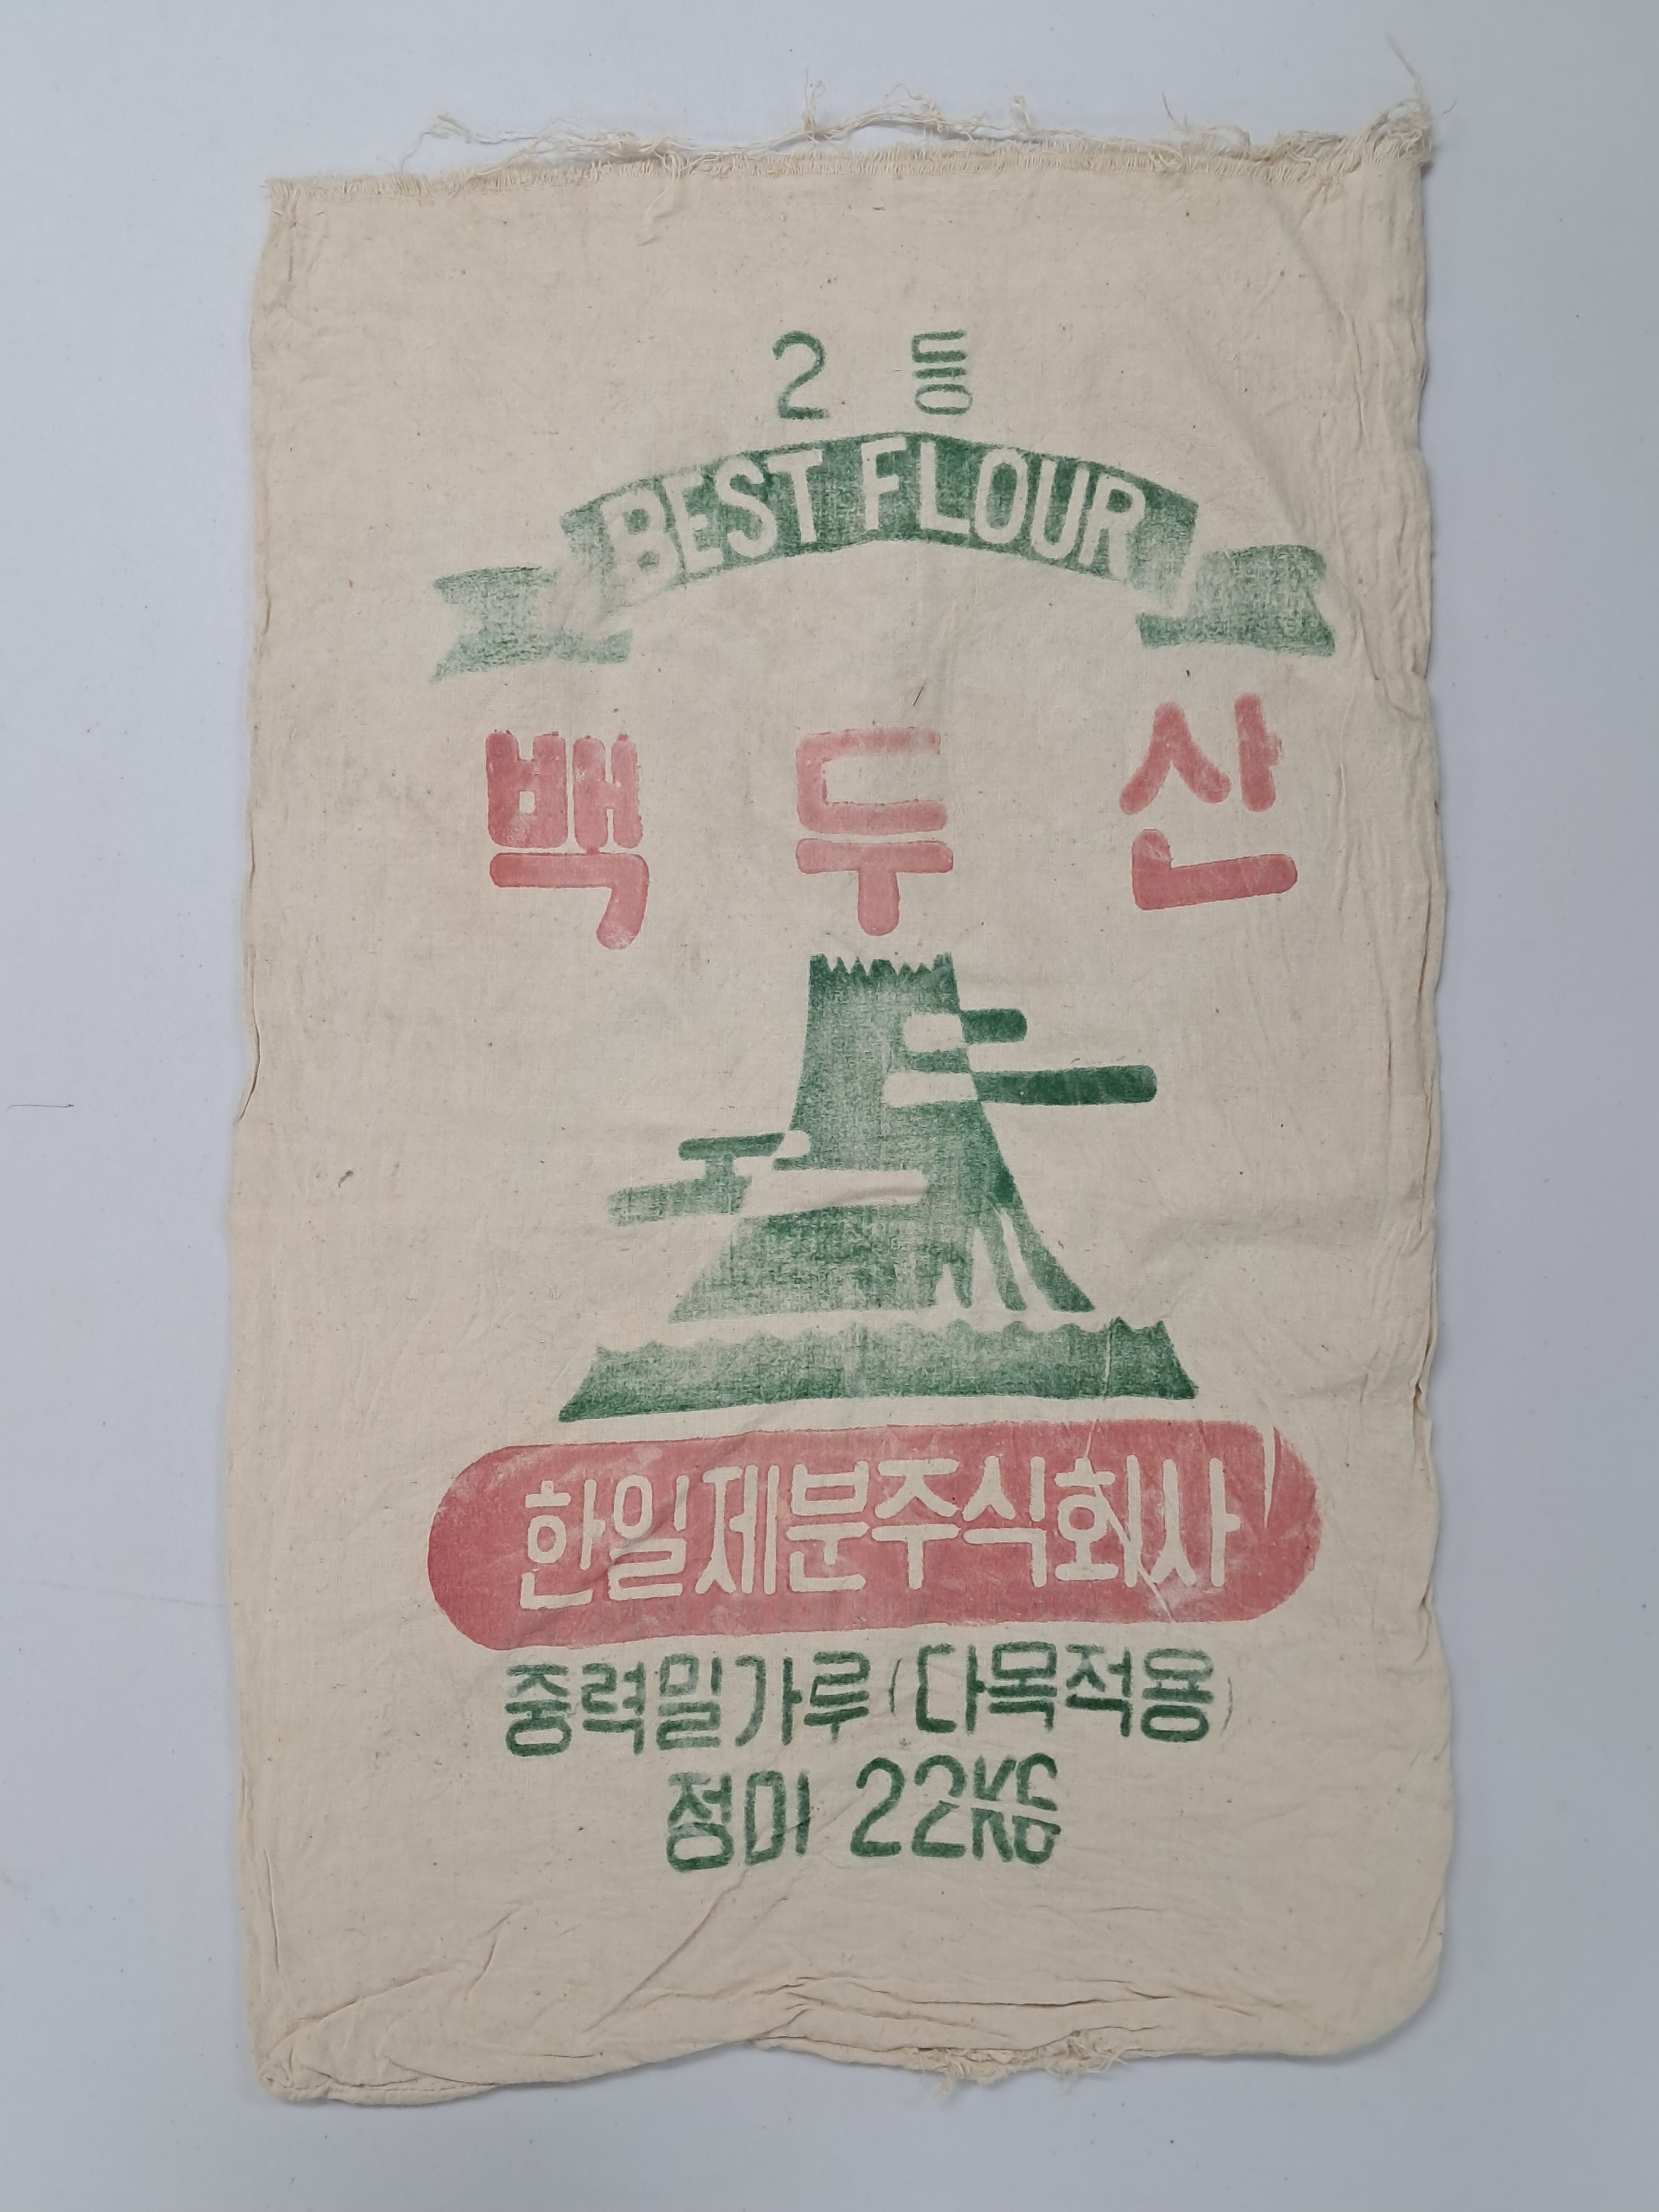 2 등
BEST FLOUR
백두산
한일제분주식회사
중력밀가루(다목적용)
정미 22KG